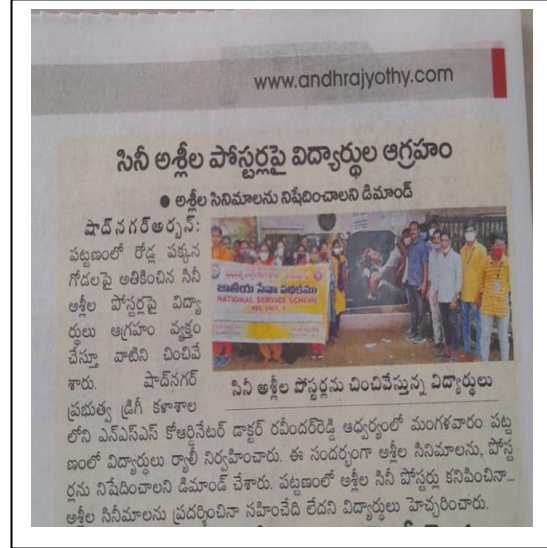 www.andhrajyothy.com
సినీ అశ్లీల పోస్టర్లపై విద్యార్థుల ఆగ్రహం
● అశ్లీల సినిమాలను నిషేదించాలని డిమాండ్
షాద్‌నగర్‌అర్బన్:
పట్టణంలో రోడ్ల పక్కన
గోడలపై అతికించిన సినీ
అశ్లీల పోస్టర్లపై విద్యా
ర్థులు ఆగ్రహం వ్యక్తం
చేస్తూ వాటిని చించివే
శారు. షాద్‌నగర్
ప్రభుత్వ డ్రిగీ కళాశాల
జాతీయ సేవా పథకము
NATIONAL SERVICE SCHEME
సినీ అశ్లీల పోస్టర్లను చించివేస్తున్న విద్యార్థులు
లోని ఎన్ఎస్ఎస్ కోఆర్డినేటర్ డాక్టర్ రవీందర్‌రెడ్డి ఆధ్వర్యంలో మంగళవారం పట్ట
ణంలో విద్యార్థులు ర్యాలీ నిర్వహించారు. ఈ సందర్భంగా అశ్లీల సినిమాలను, పోస్ట
ర్లను నిషేదించాలని డిమాండ్ చేశారు. పట్టణంలో అశ్లీల సినీ పోస్టర్లు కనిపించినా...
అశ్లీల సినీమాలను ప్రదర్శించినా సహించేది లేదని విద్యార్థులు హెచ్చరించారు.